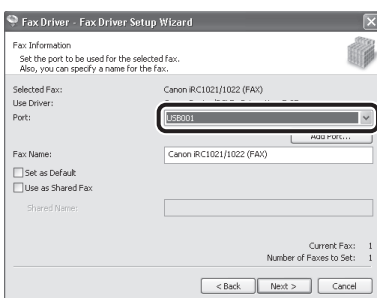 Fax Driver - Fax Driver Setup Wizard
Fax Information
Set the port to be used for the selected fax.
Also, you can specify a name for the fax.
Selected Fax: Canon iRC1021/1022 (FAX)
Use Driver:
Port: USB001
Add Port...
Fax Name: Canon iRC1021/1022 (FAX)
Set as Default
Use as Shared Fax
Shared Name:
Current Fax: 1
Number of Faxes to Set: 1
< Back Next > Cancel